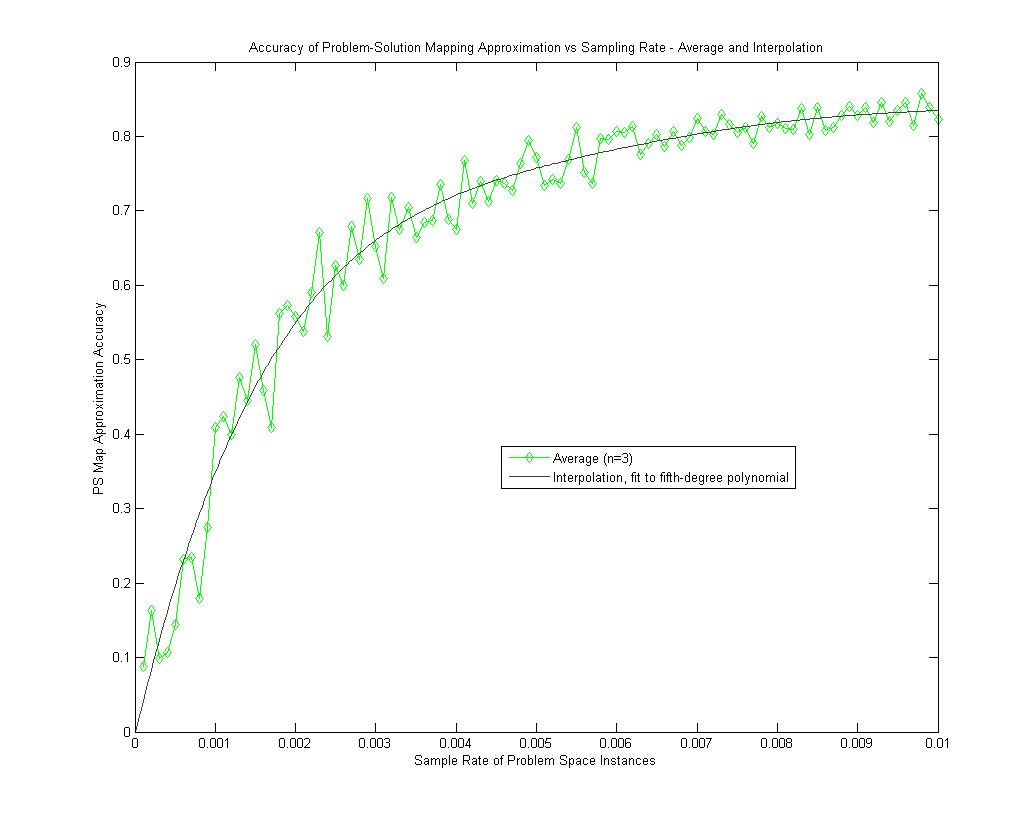 Accuracy of Problem-Solution Mapping Approximation vs Sampling Rate - Average and Interpolation
0.9
0.8
0.7
0.6
0.5
0.4
0.3
0.2
0.1
0
PS Map Approximation Accuracy
Average (n=3)
Interpolation, fit to fifth-degree polynomial
0 0.001 0.002 0.003 0.004 0.005 0.006 0.007 0.008 0.009 0.01
Sample Rate of Problem Space Instances